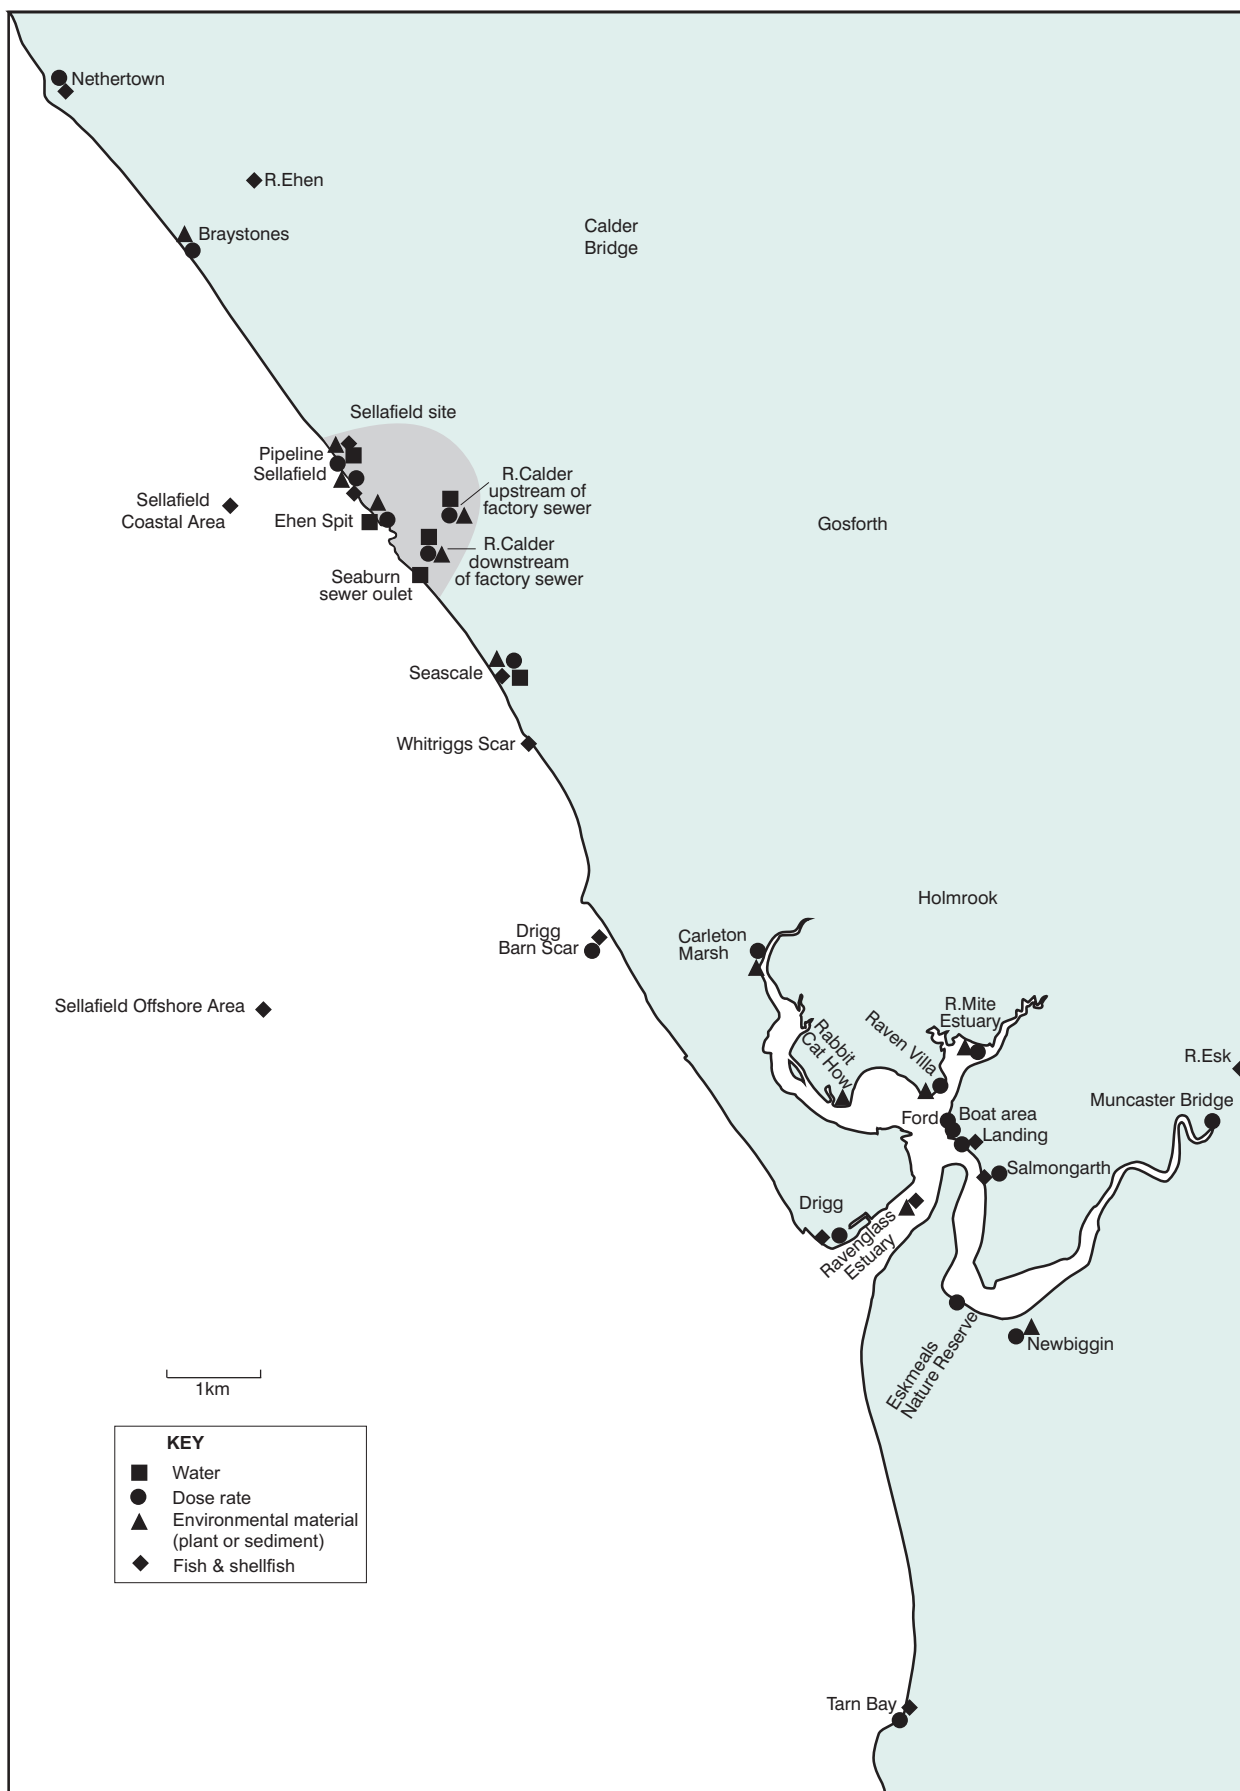 Nethertown
R.Ehen
Braystones
Calder
Bridge
Sellafield site
Pipeline
Sellafield
R.Calder
upstream of
factory sewer
Sellafield
Coastal Area
Ehen Spit
Gosforth
R.Calder
downstream
of factory sewer
Seaburn
sewer oulet
Seascale
Whitriggs Scar
Holmrook
Drigg
Barn Scar
Carleton
Marsh
Sellafield Offshore Area
R.Mite
Estuary
Raven Villa
Rabbit
Cat How
R.Esk
Muncaster Bridge
Ford
Boat area
Landing
Salmongarth
Drigg
Ravenglass
Estuary
Eskmeals
Nature Reserve
Newbiggin
1km
KEY
Water
Dose rate
Environmental material
(plant or sediment)
Fish & shellfish
Tarn Bay